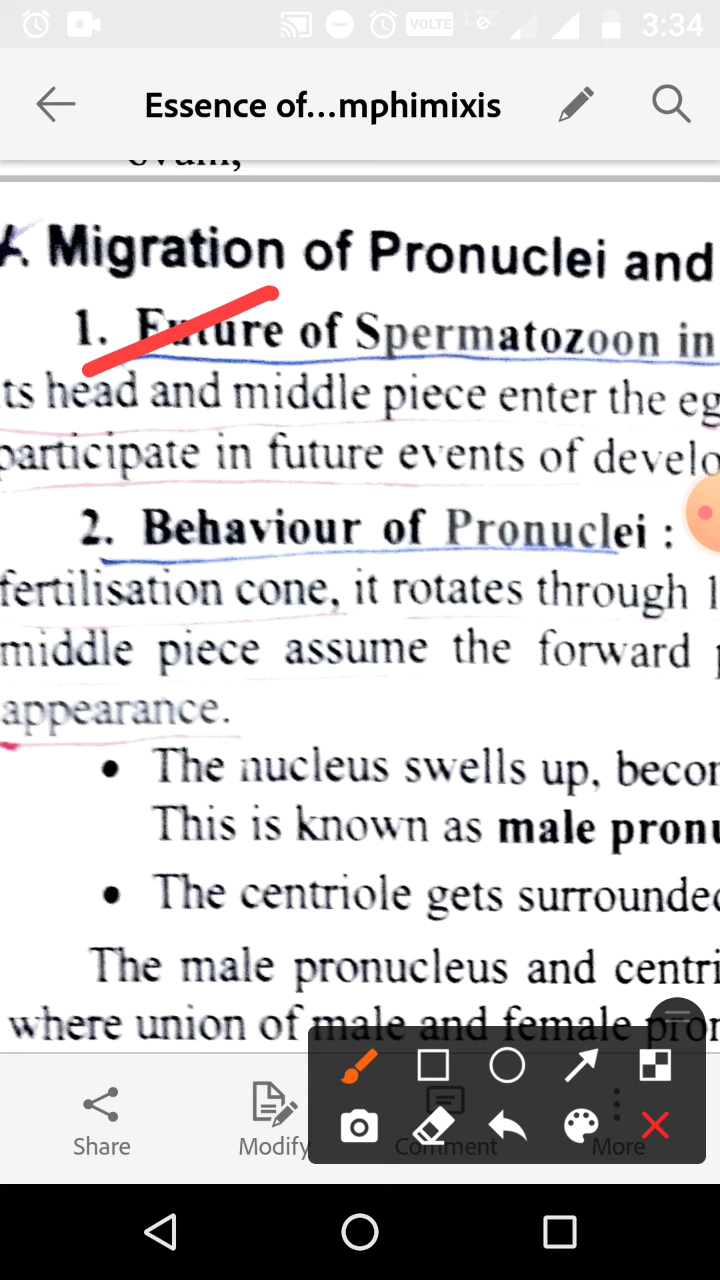 VOLTE 3:34
Essence of...mphimixis
ovum,
Migration of Pronuclei and
1. Future of Spermatozoon in
ts head and middle piece enter the eg
participate in future events of develo
2. Behaviour of Pronuclei :
fertilisation cone, it rotates through 1
middle piece assume the forward p
appearance.
• The nucleus swells up, becor
This is known as male pronu
• The centriole gets surrounded
The male pronucleus and centri
where union of male and female pron
Share Modify Comment More